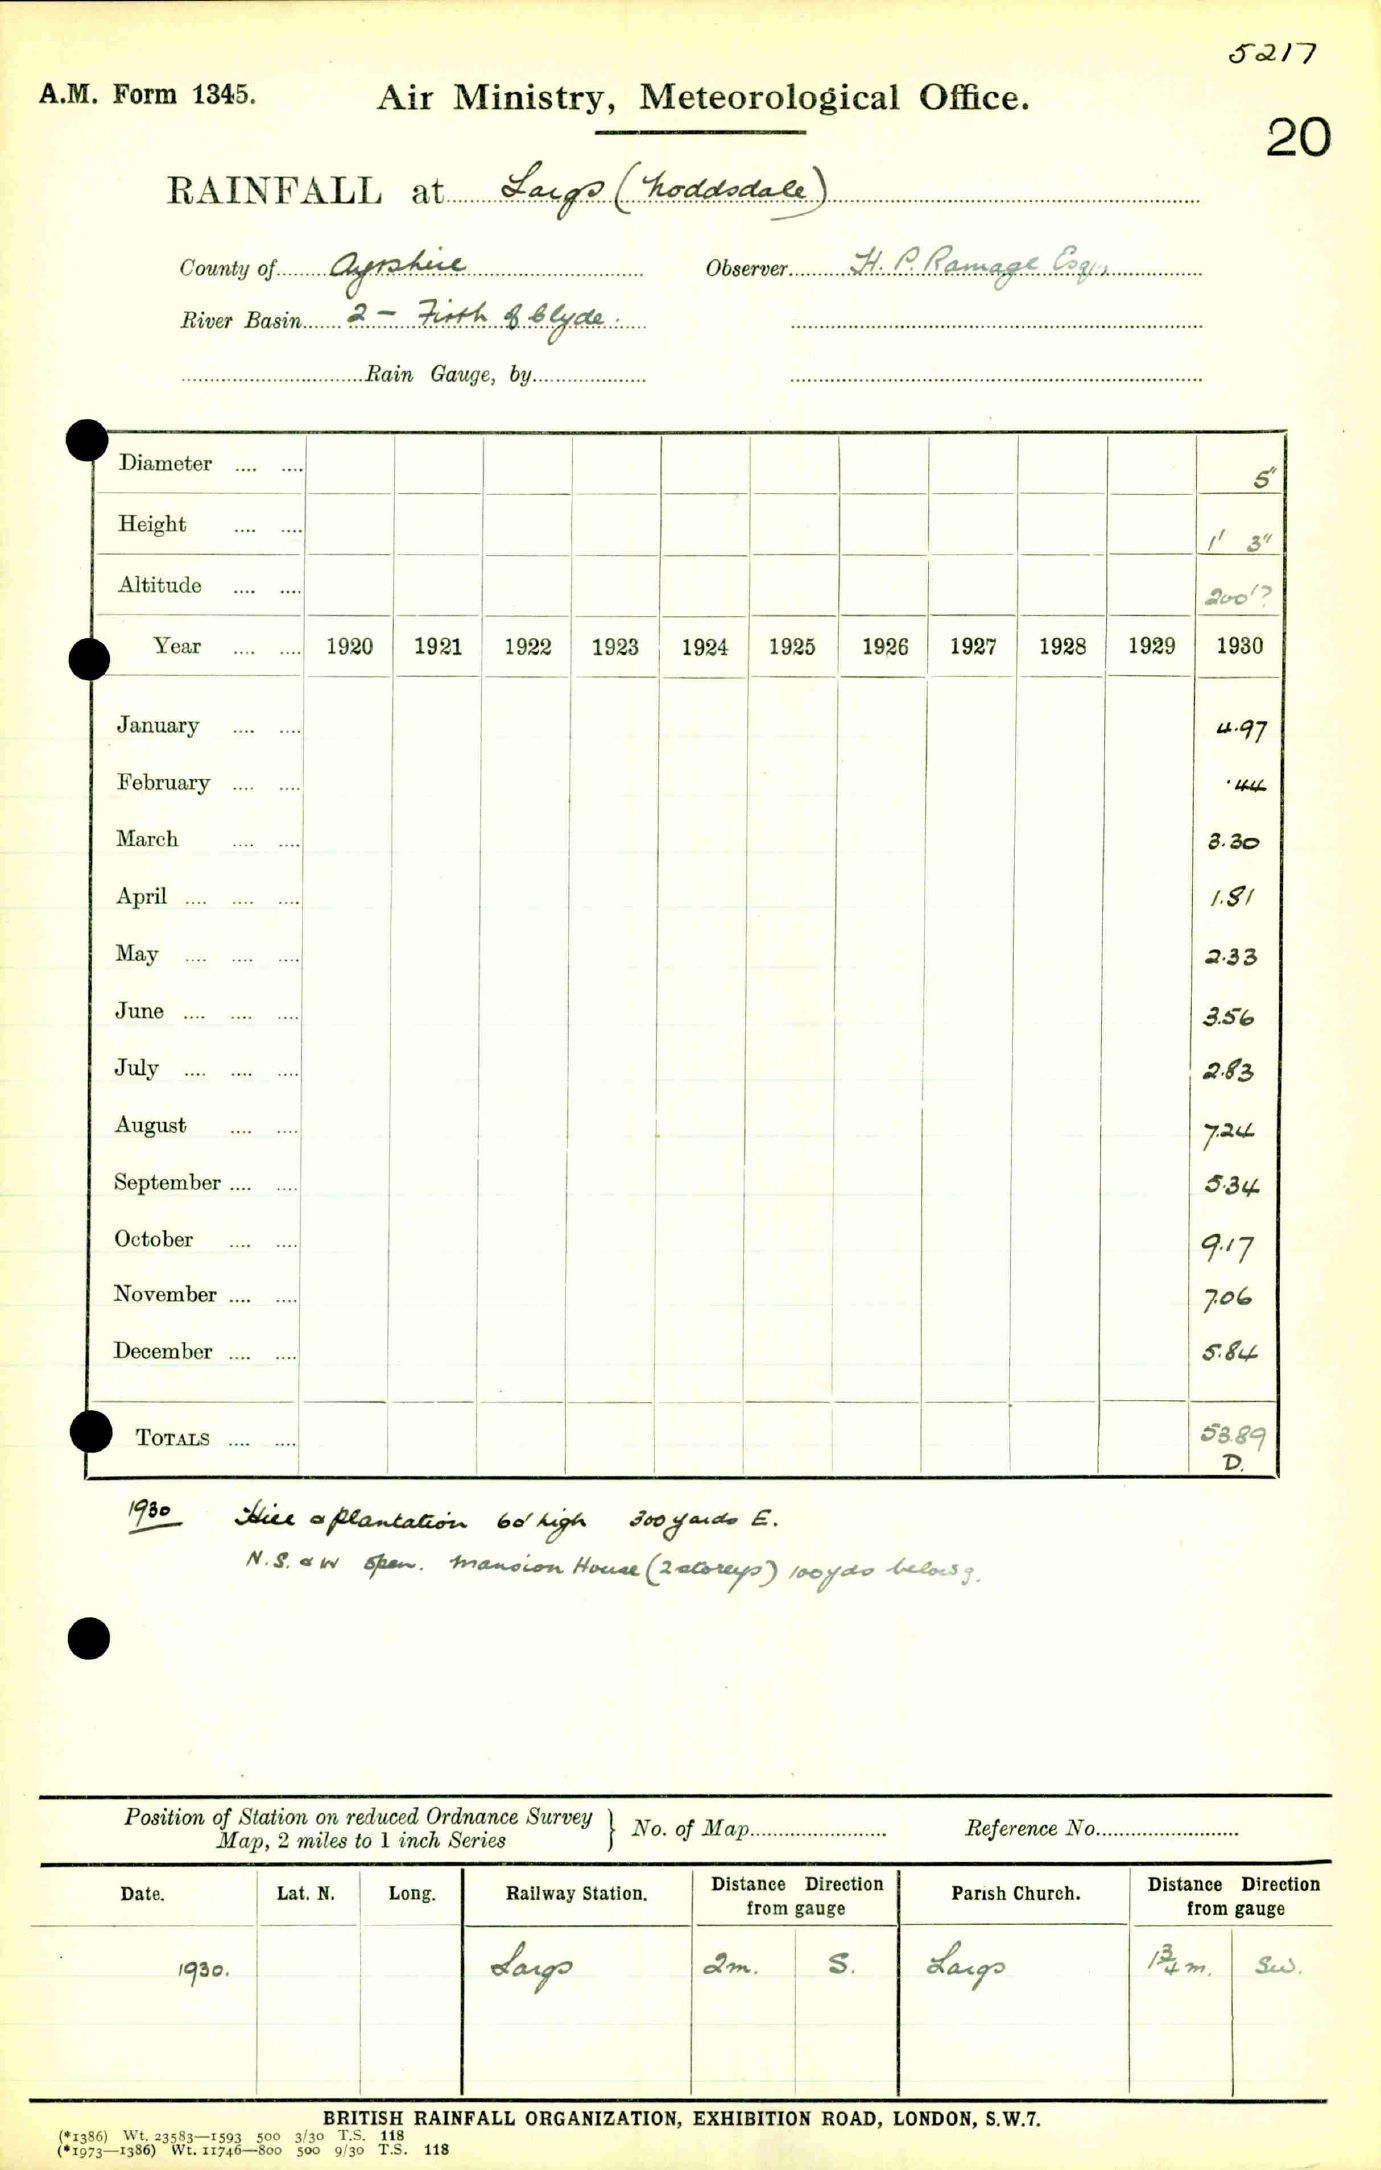 5217
A.M. Form 1345.
Air Ministry, Meteorological Office.
20
RAINFALL at Largs (Noddsdale)
County of Ayrshire Observer H. P. Ramage Esq.,
River Basin 2 - Firth of Clyde.
Rain Gauge, by
Diameter .... .... 5"
Height .... .... 1' 3"
Altitude .... .... 200'?
Year .... .... 1920 1921 1922 1923 1924 1925 1926 1927 1928 1929 1930
January .... .... 4.97
February .... .... .44
March .... .... 3.30
April .... .... .... 1.81
May .... .... .... 2.33
June .... .... .... 3.56
July .... .... .... 2.83
August .... .... 7.24
September .... .... 5.34
October .... .... 9.17
November .... .... 7.06
December .... .... 5.84
TOTALS .... .... 53.89
D.
1930 Hill & plantation 60' high 300 yards E.
N.S. & W open. Mansion House (2 storeys) 100 yds below g.
Position of Station on reduced Ordnance Survey
Map, 2 miles to 1 inch Series } No. of Map Reference No.
Date. Lat. N. Long. Railway Station. Distance Direction from gauge Parish Church. Distance Direction from gauge
1930. Largs 2m. S. Largs 1¾ m. SW.
BRITISH RAINFALL ORGANIZATION, EXHIBITION ROAD, LONDON, S.W.7.
(*1386) Wt. 23583—1593 500 3/30 T.S. 118
(*1973—1386) Wt. 11746—800 500 9/30 T.S. 118